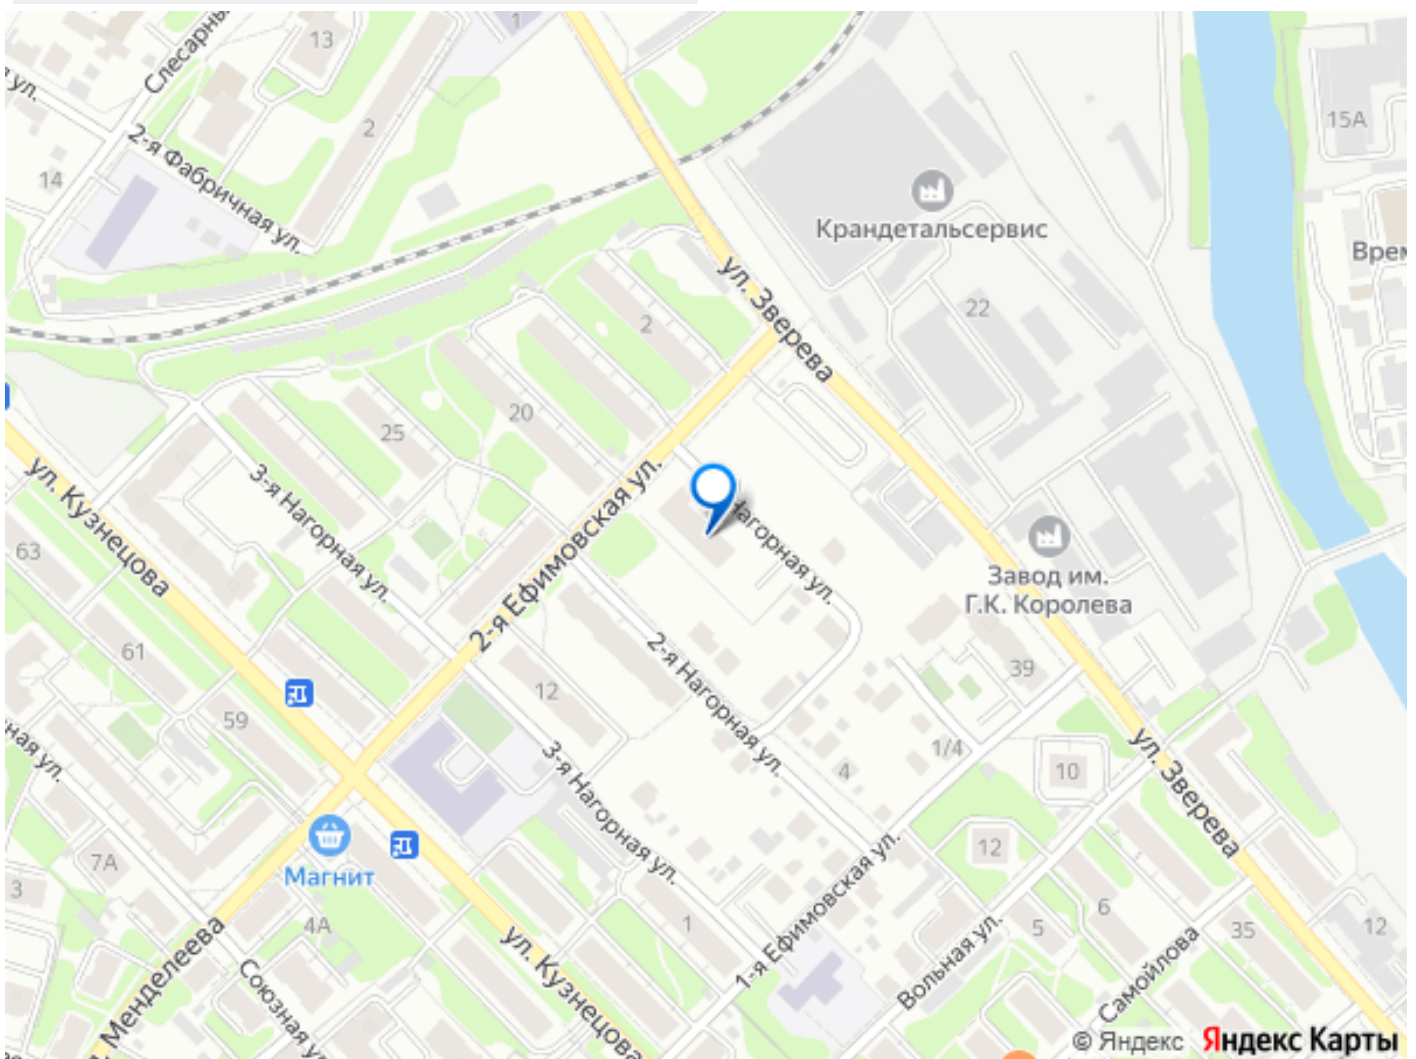 1
13
Слесарны
ул.
2
2-я Фабричная ул.
14
15А
Крандетальсервис
Врем
22
ул. Зверева
2
20
25
3-я Нагорная ул.
ул. Кузнецова
63
2-я Ефимовская ул.
Нагорная ул.
Завод им.
Г.К. Королева
61
39
12
2-я Нагорная ул.
59
ная ул.
1/4
10
4
ул. Зверева
3-я Нагорная ул.
12
7А
Магнит
3
6
1-я Ефимовская ул.
4А
1
5
35
12
Вольная ул.
Самойлова
ул. Кузнецова
Менделеева
Союзная ул
© Яндекс Яндекс Карты